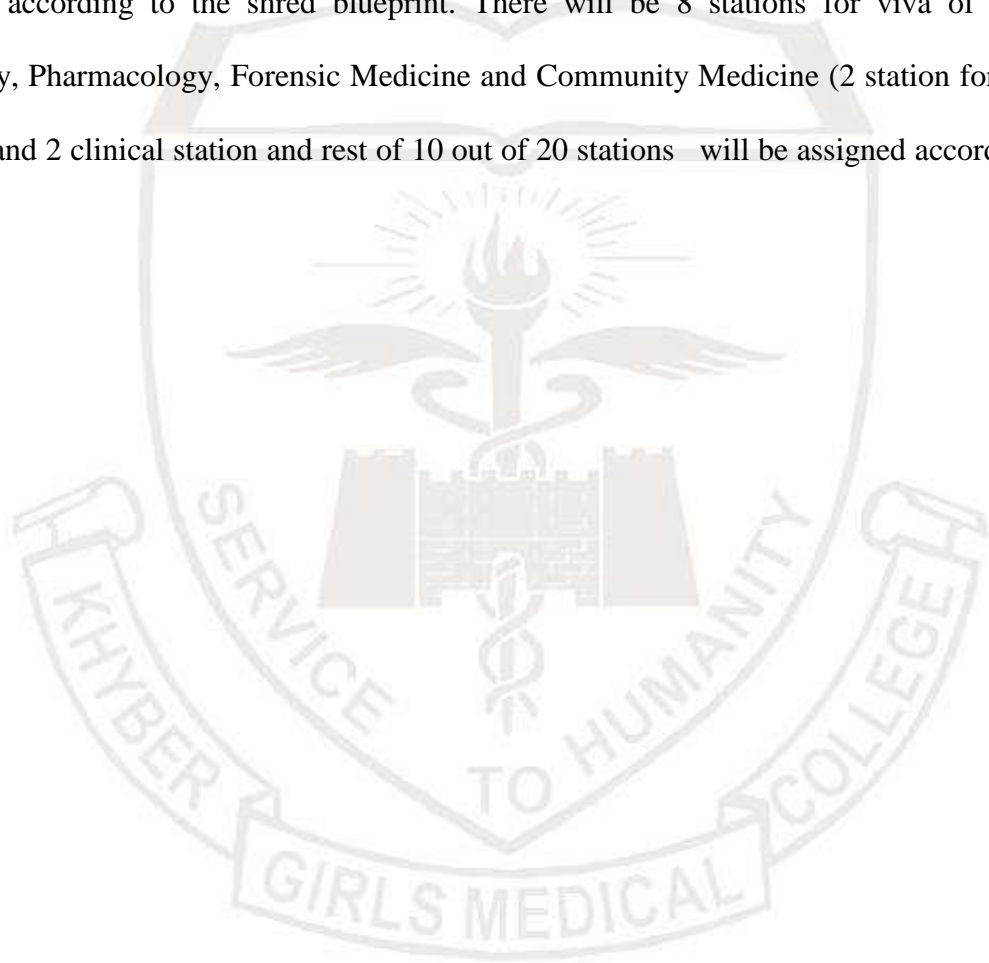 according to the shred blueprint. There will be 8 stations for viva of
y, Pharmacology, Forensic Medicine and Community Medicine (2 station for
and 2 clinical station and rest of 10 out of 20 stations will be assigned accord
SERVICE TO HUMANITY
KHYBER GIRLS MEDICAL COLLEGE